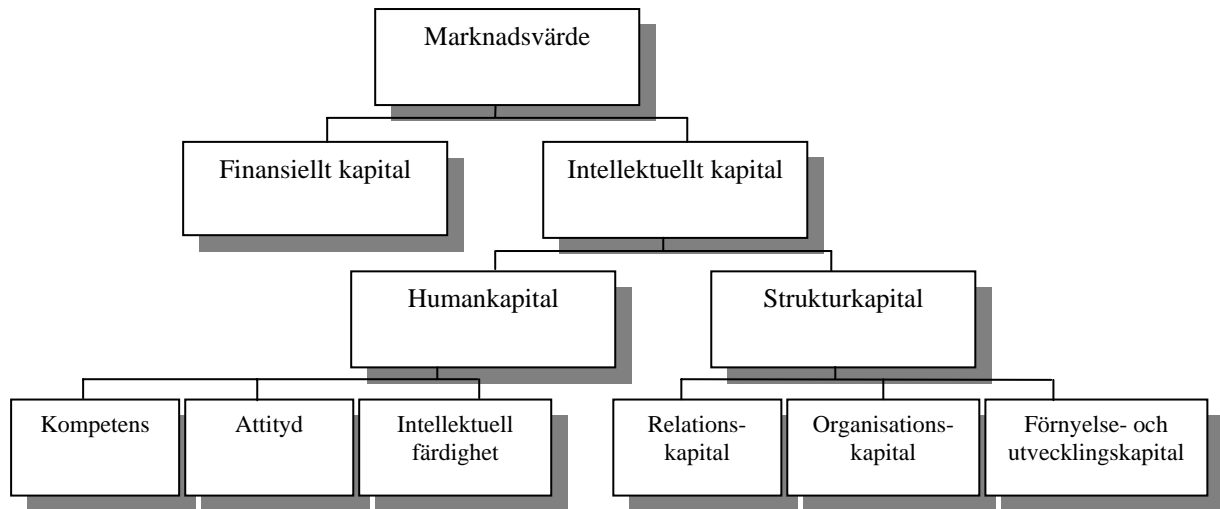 Marknadsvärde
Finansiellt kapital
Intellektuellt kapital
Humankapital
Strukturkapital
Kompetens
Attityd
Intellektuell
färdighet
Relations-
kapital
Organisations-
kapital
Förnyelse- och
utvecklingskapital